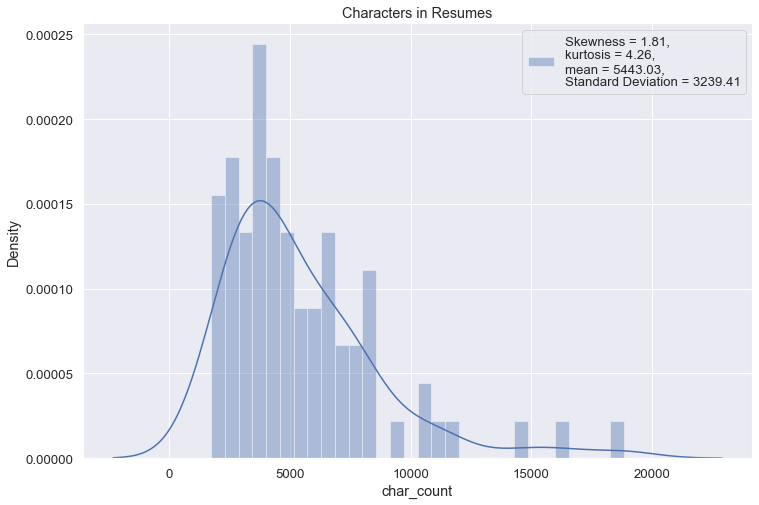 Characters in Resumes
Skewness = 1.81,
kurtosis = 4.26,
mean = 5443.03,
Standard Deviation = 3239.41
0.00025
0.00020
0.00015
0.00010
0.00005
0.00000
Density
0
5000
10000
15000
20000
char_count